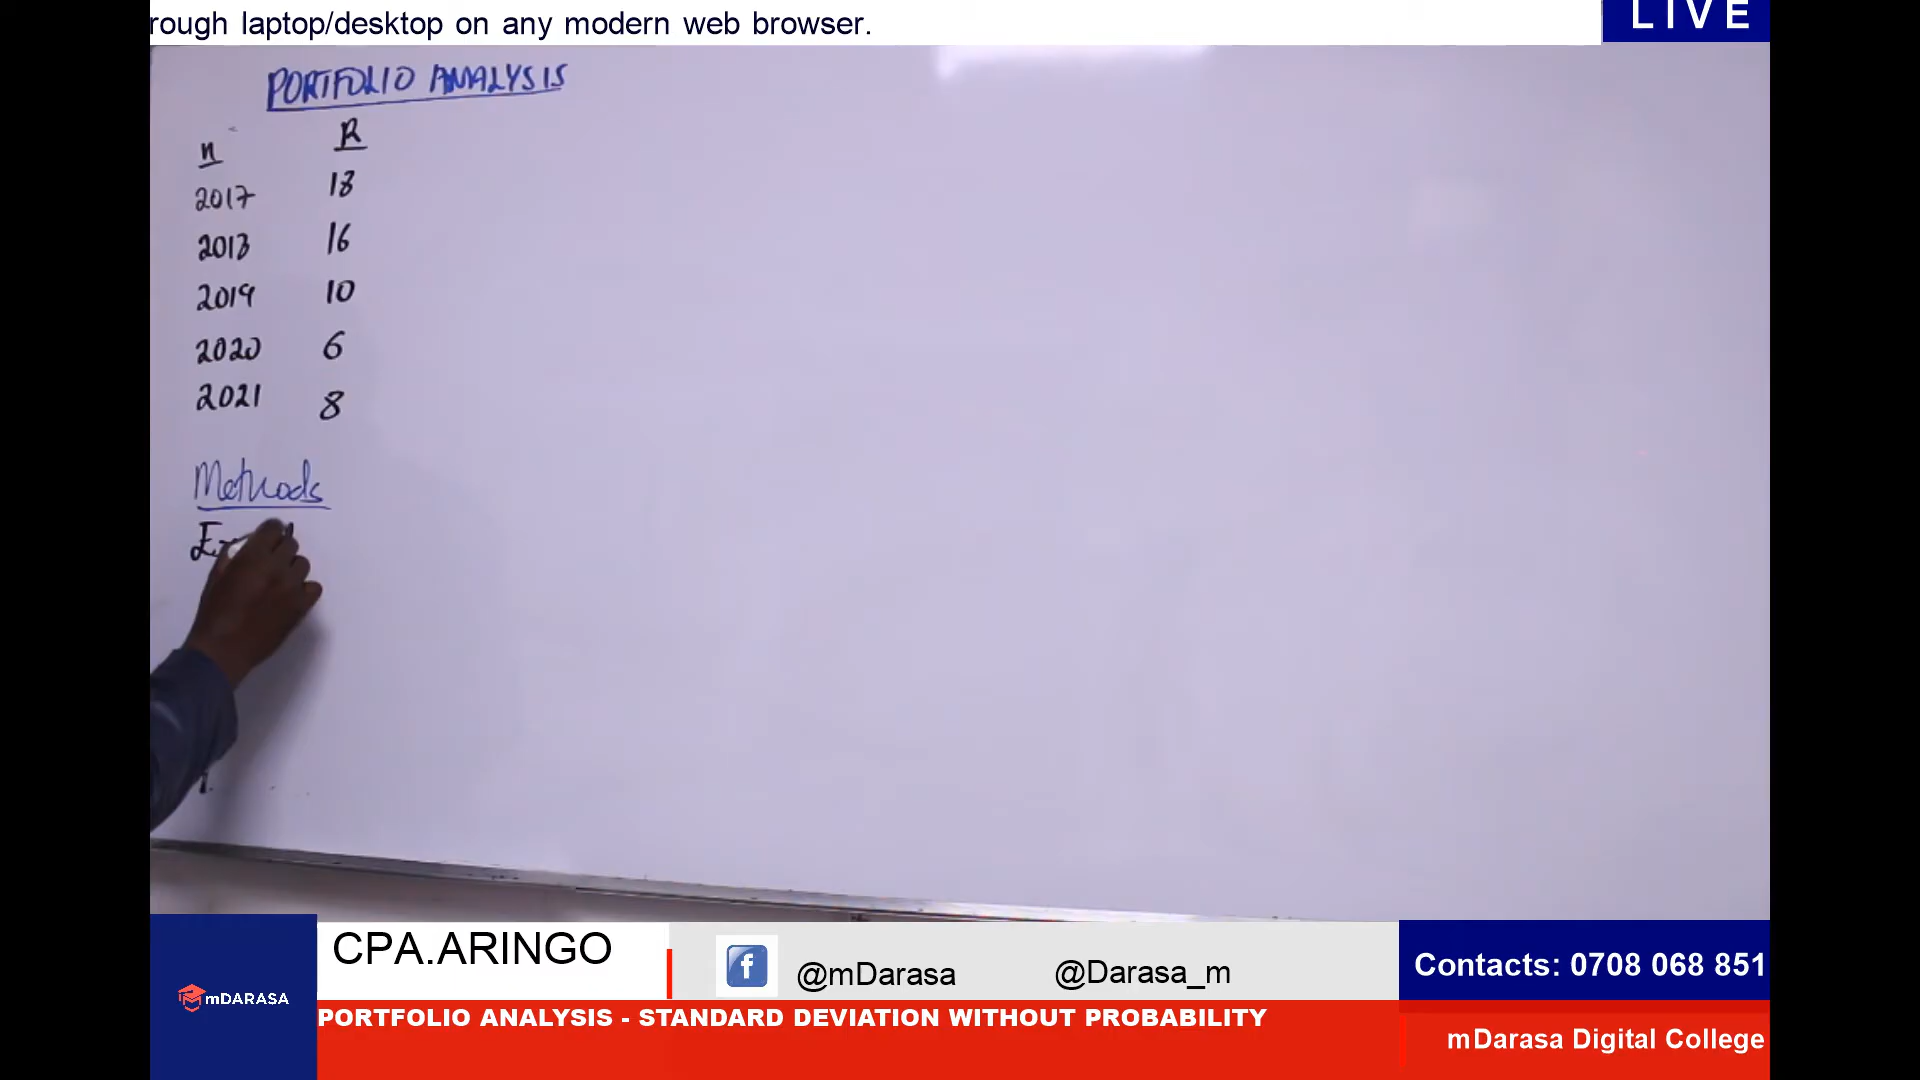 rough laptop/desktop on any modern web browser.
LIVE
PORTFOLIO ANALYSIS
n R
2017 18
2018 16
2019 10
2020 6
2021 8
Methods
CPA.ARINGO
f @mDarasa @Darasa_m
Contacts: 0708 068 851
mDARASA
PORTFOLIO ANALYSIS - STANDARD DEVIATION WITHOUT PROBABILITY
mDarasa Digital College